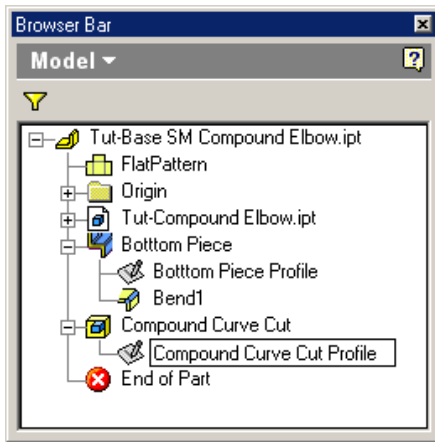 Browser Bar
Model
Tut-Base SM Compound Elbow.ipt
FlatPattern
Origin
Tut-Compound Elbow.ipt
Botttom Piece
Botttom Piece Profile
Bend1
Compound Curve Cut
Compound Curve Cut Profile
End of Part